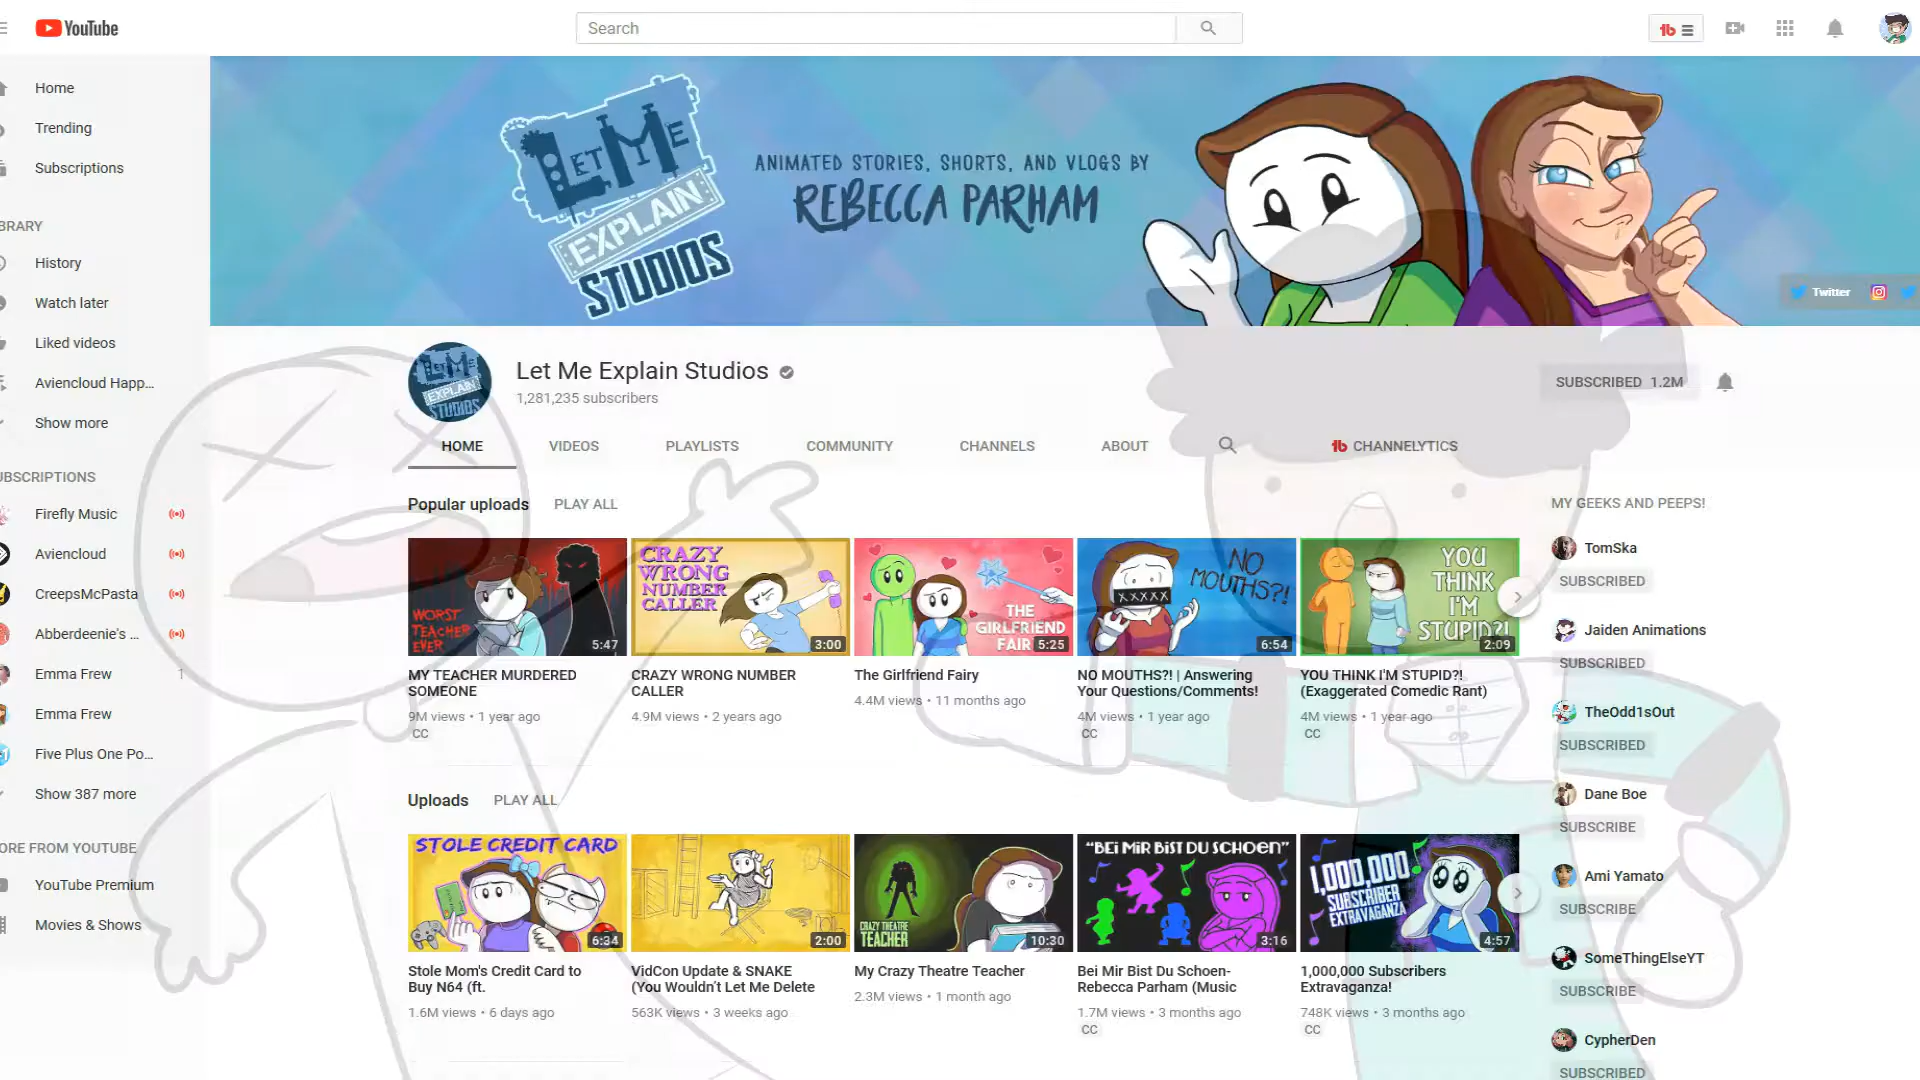 YouTube
Search
Home
Trending
Subscriptions
BRARY
History
Watch later
Liked videos
Aviencloud Happ...
Show more
UBSCRIPTIONS
Firefly Music
Aviencloud
CreepsMcPasta
Abberdeenie's ...
Emma Frew 1
Emma Frew
Five Plus One Po...
Show 387 more
ORE FROM YOUTUBE
YouTube Premium
Movies & Shows
LET ME
EXPLAIN
STUDIOS
ANIMATED STORIES, SHORTS, AND VLOGS BY
REBECCA PARHAM
Twitter
LET ME
EXPLAIN
STUDIOS
Let Me Explain Studios
1,281,235 subscribers
SUBSCRIBED 1.2M
HOME VIDEOS PLAYLISTS COMMUNITY CHANNELS ABOUT CHANNELYTICS
Popular uploads PLAY ALL
WORST
TEACHER
EVER
5:47
MY TEACHER MURDERED
SOMEONE
9M views • 1 year ago
CC
CRAZY
WRONG
NUMBER
CALLER
3:00
CRAZY WRONG NUMBER
CALLER
4.9M views • 2 years ago
THE
GIRLFRIEND
FAIR
5:25
The Girlfriend Fairy
4.4M views • 11 months ago
NO
MOUTHS?!
XXXXX
6:54
NO MOUTHS?! | Answering
Your Questions/Comments!
4M views • 1 year ago
CC
YOU
THINK
I'M
STUPID?!
2:09
YOU THINK I'M STUPID?!
(Exaggerated Comedic Rant)
4M views • 1 year ago
CC
Uploads PLAY ALL
STOLE CREDIT CARD
6:34
Stole Mom's Credit Card to
Buy N64 (ft.
1.6M views • 6 days ago
2:00
VidCon Update & SNAKE
(You Wouldn't Let Me Delete
563K views • 3 weeks ago
CRAZY THEATRE
TEACHER
10:30
My Crazy Theatre Teacher
2.3M views • 1 month ago
"BEI MIR BIST DU SCHOEN"
3:16
Bei Mir Bist Du Schoen-
Rebecca Parham (Music
1.7M views • 3 months ago
CC
1,000,000
SUBSCRIBER
EXTRAVAGANZA
4:57
1,000,000 Subscribers
Extravaganza!
748K views • 3 months ago
CC
MY GEEKS AND PEEPS!
TomSka
SUBSCRIBED
Jaiden Animations
SUBSCRIBED
TheOdd1sOut
SUBSCRIBED
Dane Boe
SUBSCRIBE
Ami Yamato
SUBSCRIBE
SomeThingElseYT
SUBSCRIBE
CypherDen
SUBSCRIBED